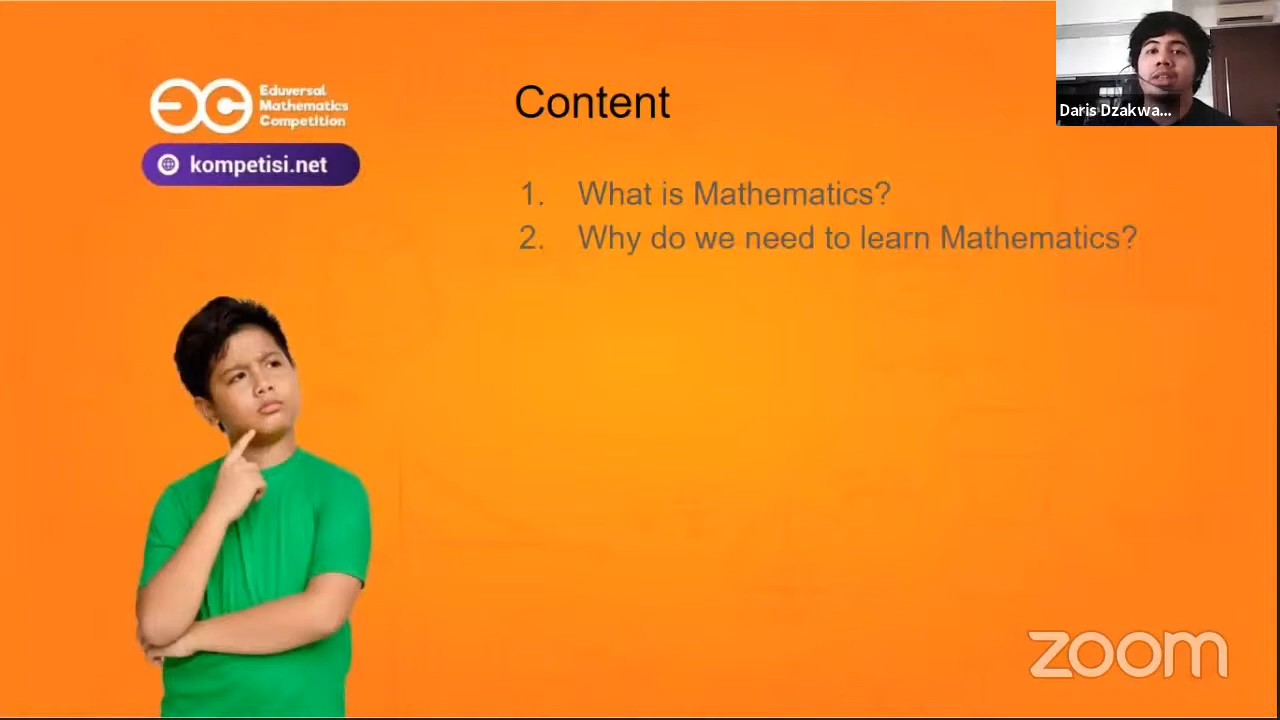 Eduversal
Mathematics
Competition
kompetisi.net
Content
1. What is Mathematics?
2. Why do we need to learn Mathematics?
Daris Dzakwa...
zoom